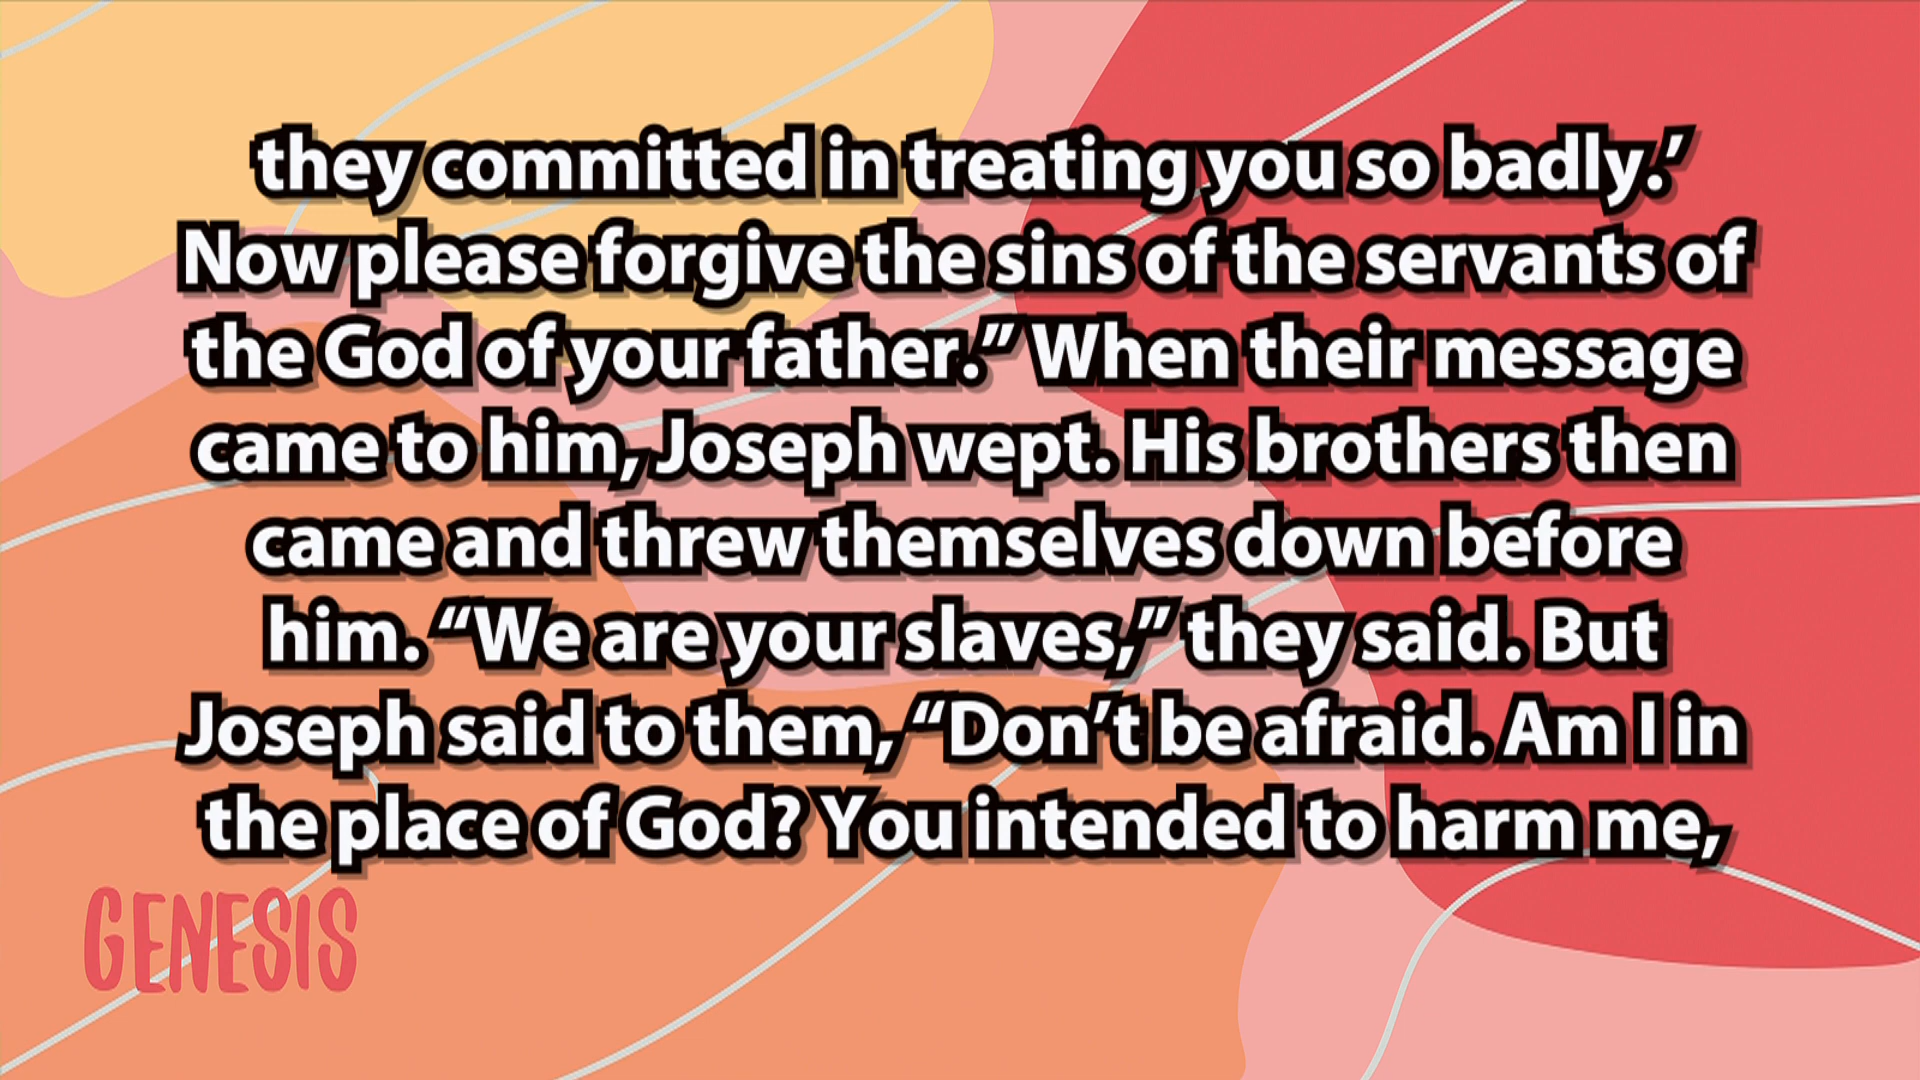 they committed in treating you so badly.’
Now please forgive the sins of the servants of
the God of your father.” When their message
came to him, Joseph wept. His brothers then
came and threw themselves down before
him. “We are your slaves,” they said. But
Joseph said to them, “Don’t be afraid. Am I in
the place of God? You intended to harm me,
GENESIS